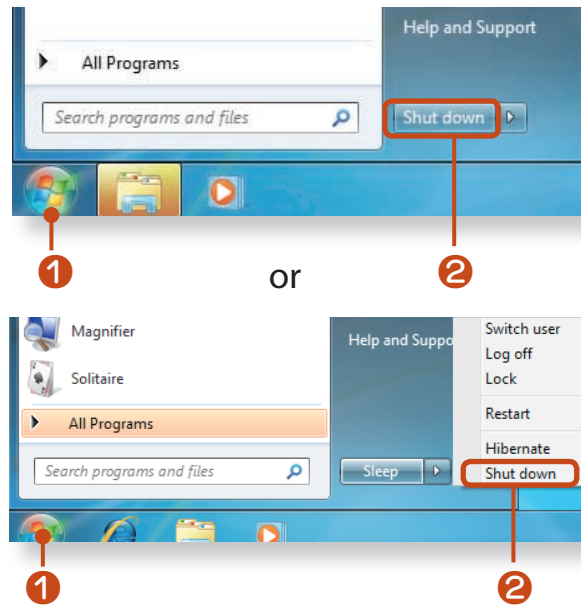 Help and Support
All Programs
Search programs and files
Shut down
1
2
or
Magnifier
Solitaire
All Programs
Search programs and files
Help and Suppo
Sleep
Switch user
Log off
Lock
Restart
Hibernate
Shut down
1
2